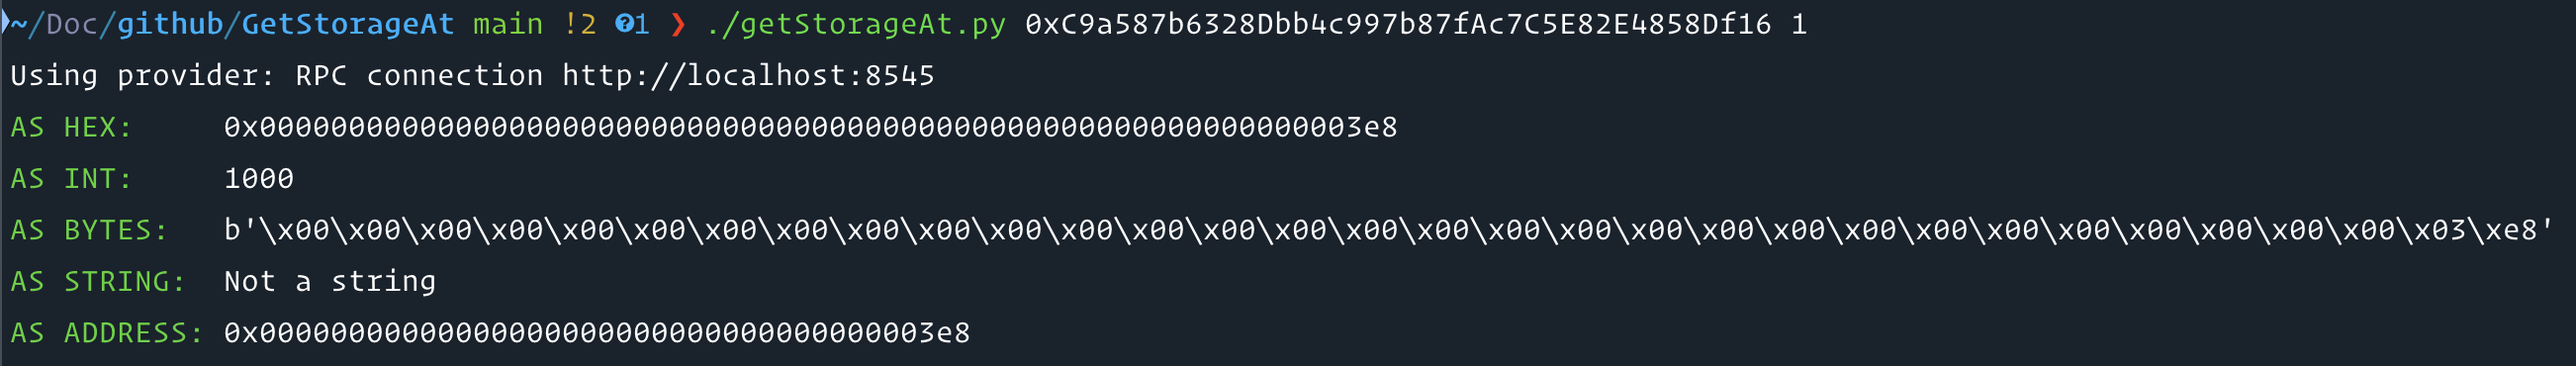 ~/Doc/github/GetStorageAt main !2 ?1 ❯ ./getStorageAt.py 0xC9a587b6328Dbb4c997b87fAc7C5E82E4858Df16 1
Using provider: RPC connection http://localhost:8545
AS HEX: 0x00000000000000000000000000000000000000000000000000000000000003e8
AS INT: 1000
AS BYTES: b'\x00\x00\x00\x00\x00\x00\x00\x00\x00\x00\x00\x00\x00\x00\x00\x00\x00\x00\x00\x00\x00\x00\x00\x00\x00\x00\x00\x00\x00\x00\x03\xe8'
AS STRING: Not a string
AS ADDRESS: 0x00000000000000000000000000000000000003e8